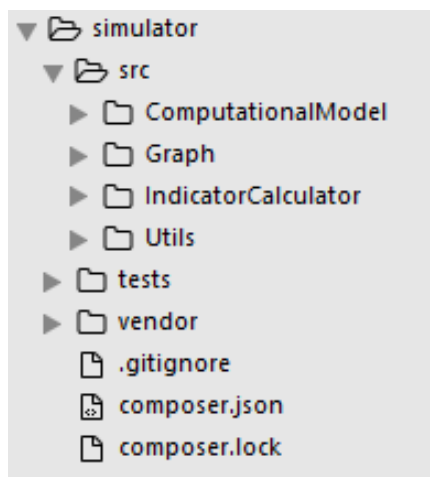 simulator
src
ComputationalModel
Graph
IndicatorCalculator
Utils
tests
vendor
.gitignore
composer.json
composer.lock